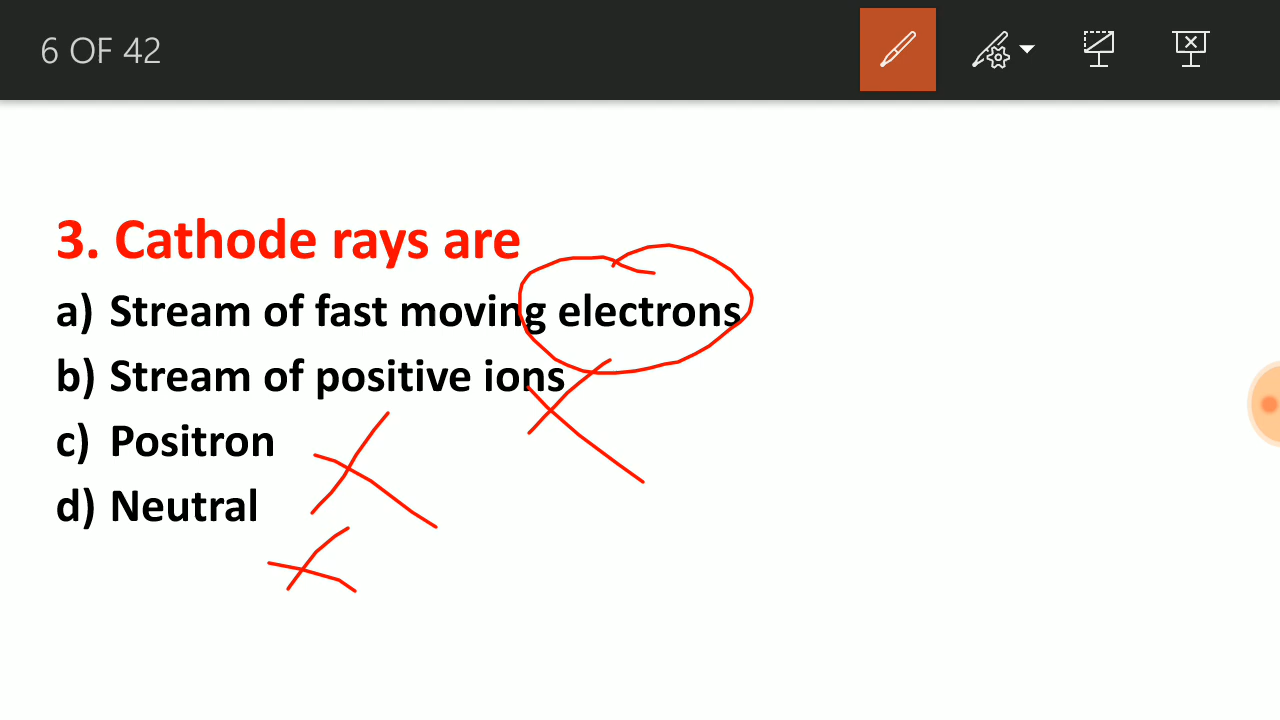 6 OF 42
3. Cathode rays are
a) Stream of fast moving electrons
b) Stream of positive ions
c) Positron
d) Neutral